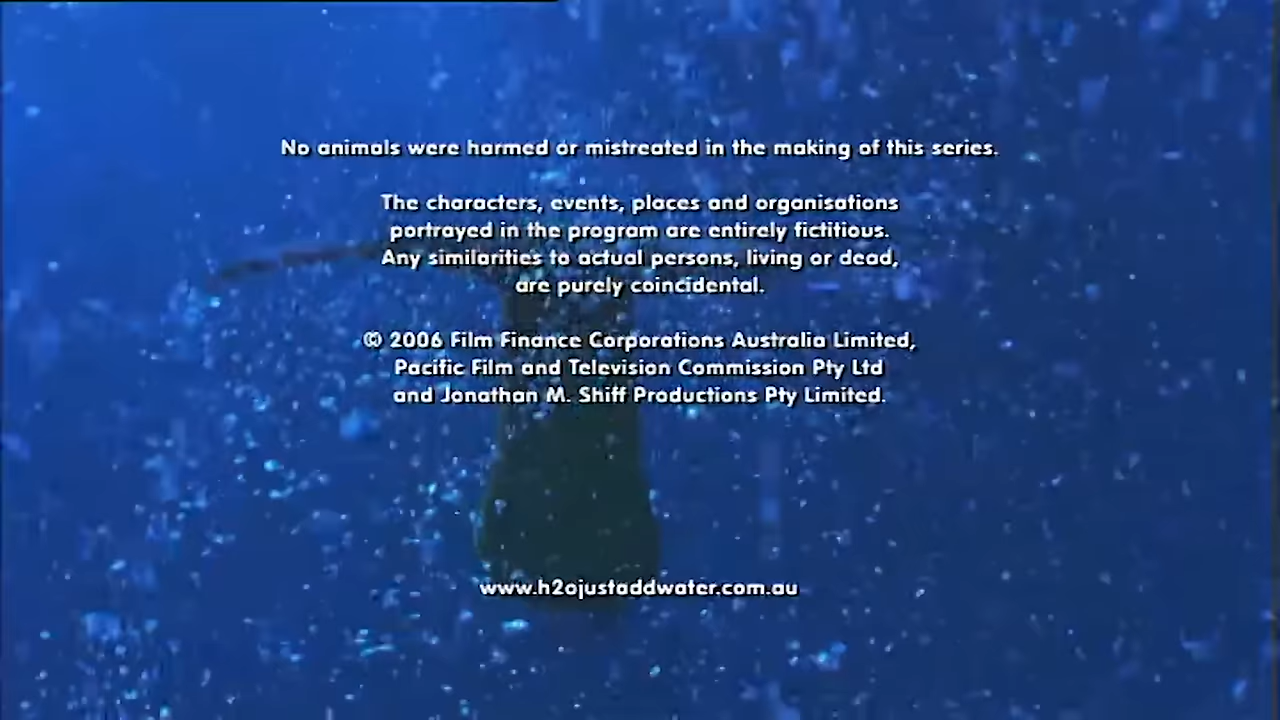 No animals were harmed or mistreated in the making of this series.
The characters, events, places and organisations
portrayed in the program are entirely fictitious.
Any similarities to actual persons, living or dead,
are purely coincidental.
© 2006 Film Finance Corporations Australia Limited,
Pacific Film and Television Commission Pty Ltd
and Jonathan M. Shiff Productions Pty Limited.
www.h2ojustaddwater.com.au